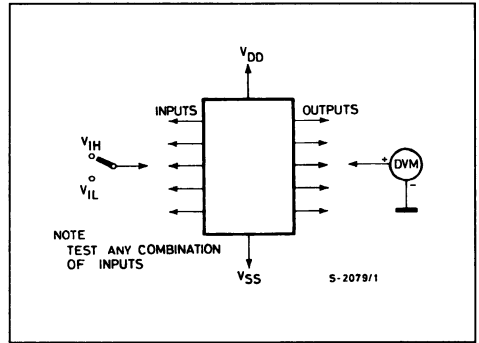 VDD
INPUTS
OUTPUTS
VIH
VIL
+
DVM
−
NOTE
TEST ANY COMBINATION
OF INPUTS
VSS
S-2079/1